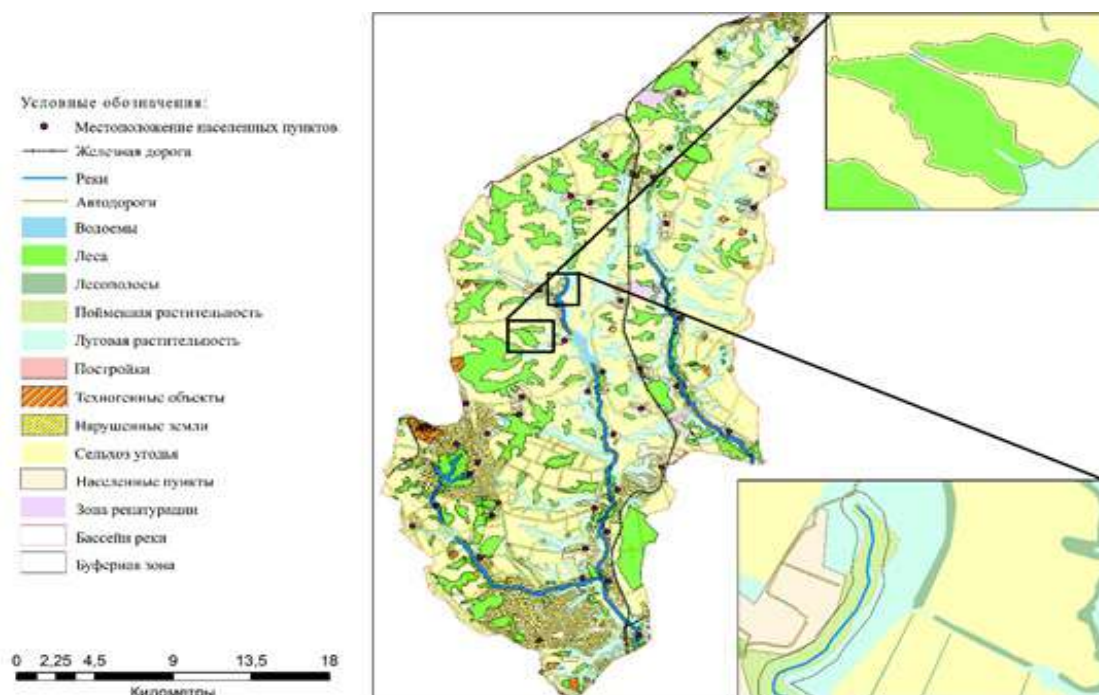 Условные обозначения:
Местоположение населенных пунктов
Железная дорога
Реки
Автодороги
Водоемы
Леса
Лесополосы
Пойменная растительность
Луговая растительность
Постройки
Техногенные объекты
Нарушенные земли
Сельхоз угодья
Населенные пункты
Зона репатурации
Бассейн реки
Буферная зона
0 2,25 4,5 9 13,5 18
Километры